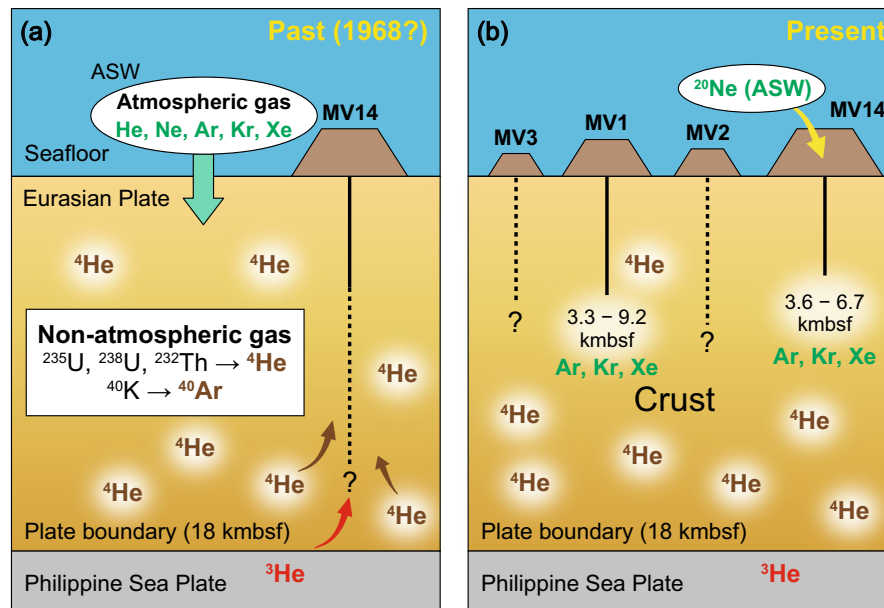 (a)
Past (1968?)
ASW
Atmospheric gas
He, Ne, Ar, Kr, Xe
MV14
Seafloor
Eurasian Plate
⁴He
⁴He
Non-atmospheric gas
²³⁵U, ²³⁸U, ²³²Th → ⁴He
⁴⁰K → ⁴⁰Ar
⁴He
⁴He
⁴He
⁴He
?
⁴He
Plate boundary (18 kmbsf)
³He
Philippine Sea Plate
(b)
Present
²⁰Ne (ASW)
MV3
MV1
MV2
MV14
⁴He
3.3 – 9.2
kmbsf
Ar, Kr, Xe
?
?
3.6 – 6.7
kmbsf
Ar, Kr, Xe
Crust
⁴He
⁴He
⁴He
⁴He
⁴He
Plate boundary (18 kmbsf)
³He
Philippine Sea Plate